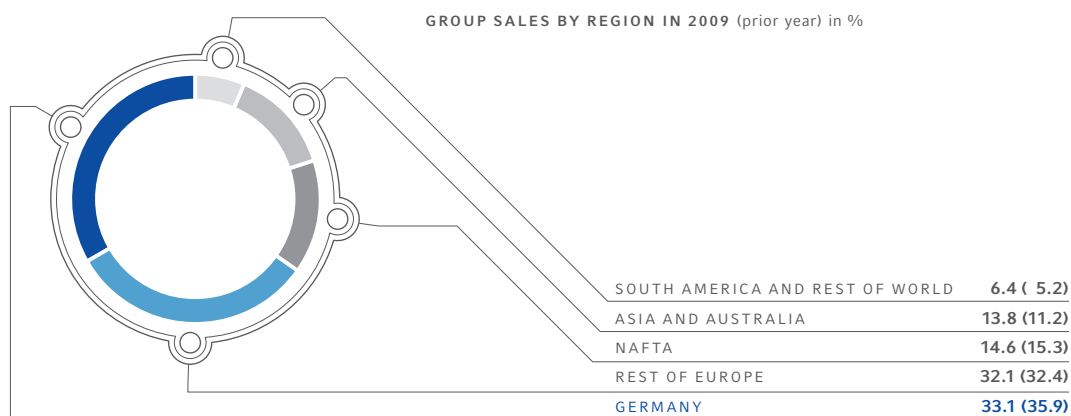 GROUP SALES BY REGION IN 2009 (prior year) in %
SOUTH AMERICA AND REST OF WORLD 6.4 ( 5.2)
ASIA AND AUSTRALIA 13.8 (11.2)
NAFTA 14.6 (15.3)
REST OF EUROPE 32.1 (32.4)
GERMANY 33.1 (35.9)